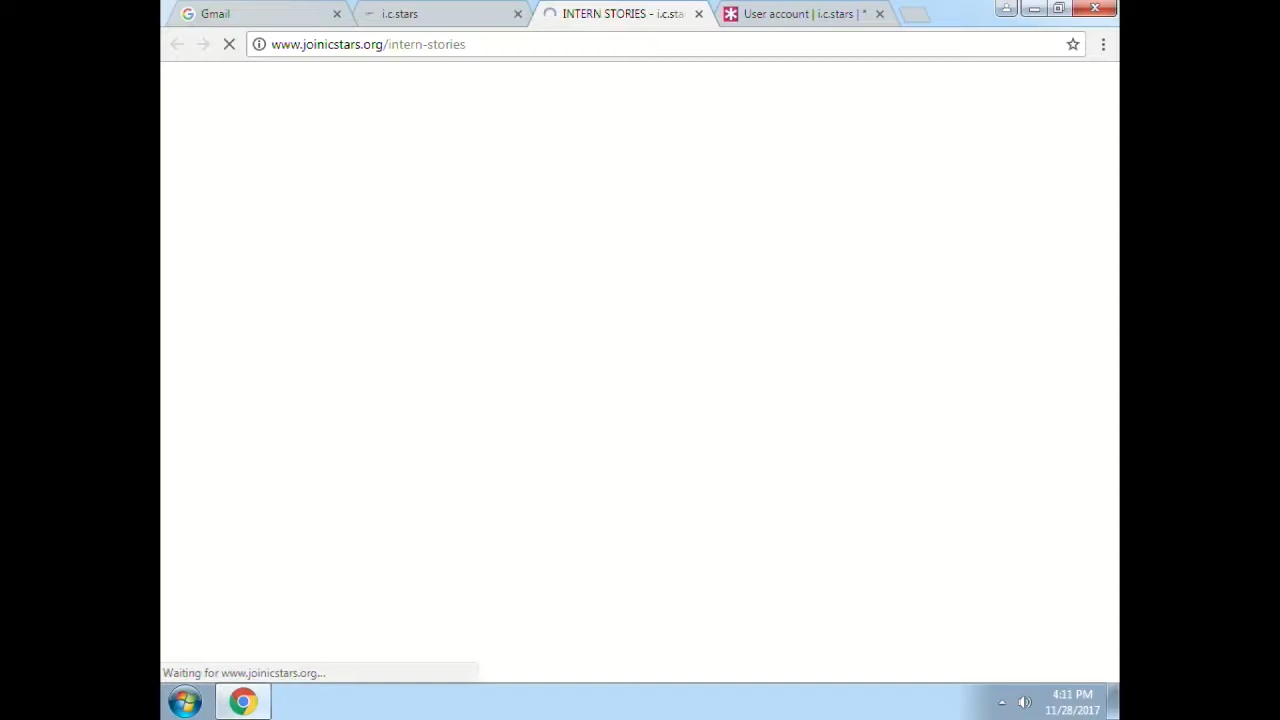 Gmail
i.c.stars
INTERN STORIES - i.c.sta
User account | i.c.stars | *
www.joinicstars.org/intern-stories
Waiting for www.joinicstars.org...
4:11 PM
11/28/2017